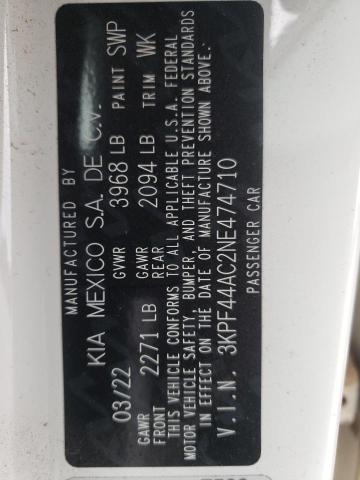 MANUFACTURED BY
KIA MEXICO S.A. DE C.V.
03/22 GVWR 3968 LB PAINT SWP
GAWR FRONT 2271 LB GAWR REAR 2094 LB TRIM WK
THIS VEHICLE CONFORMS TO ALL APPLICABLE U.S.A. FEDERAL
MOTOR VEHICLE SAFETY, BUMPER, AND THEFT PREVENTION STANDARDS
IN EFFECT ON THE DATE OF MANUFACTURE SHOWN ABOVE.
V.I.N. 3KPF44AC2NE474710
PASSENGER CAR